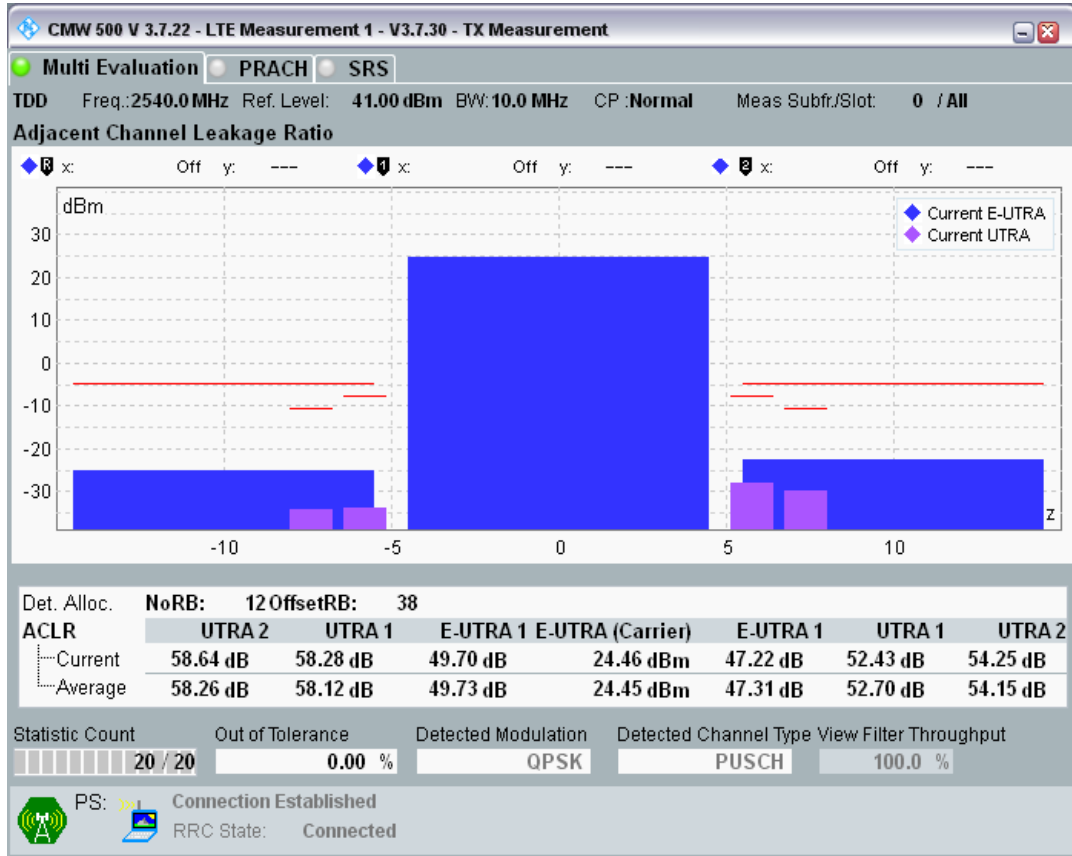 CMW 500 V 3.7.22 - LTE Measurement 1 - V3.7.30 - TX Measurement
Multi Evaluation PRACH SRS
TDD Freq.:2540.0 MHz Ref. Level: 41.00 dBm BW:10.0 MHz CP :Normal Meas Subfr./Slot: 0 / All
Adjacent Channel Leakage Ratio
R x: Off y: --- 1 x: Off y: --- 2 x: Off y: ---
dBm
Current E-UTRA
Current UTRA
30
20
10
0
-10
-20
-30
z
-10 -5 0 5 10
Det. Alloc. NoRB: 12 OffsetRB: 38
ACLR UTRA 2 UTRA 1 E-UTRA 1 E-UTRA (Carrier) E-UTRA 1 UTRA 1 UTRA 2
Current 58.64 dB 58.28 dB 49.70 dB 24.46 dBm 47.22 dB 52.43 dB 54.25 dB
Average 58.26 dB 58.12 dB 49.73 dB 24.45 dBm 47.31 dB 52.70 dB 54.15 dB
Statistic Count Out of Tolerance Detected Modulation Detected Channel Type View Filter Throughput
20 / 20 0.00 % QPSK PUSCH 100.0 %
PS: Connection Established
RRC State: Connected